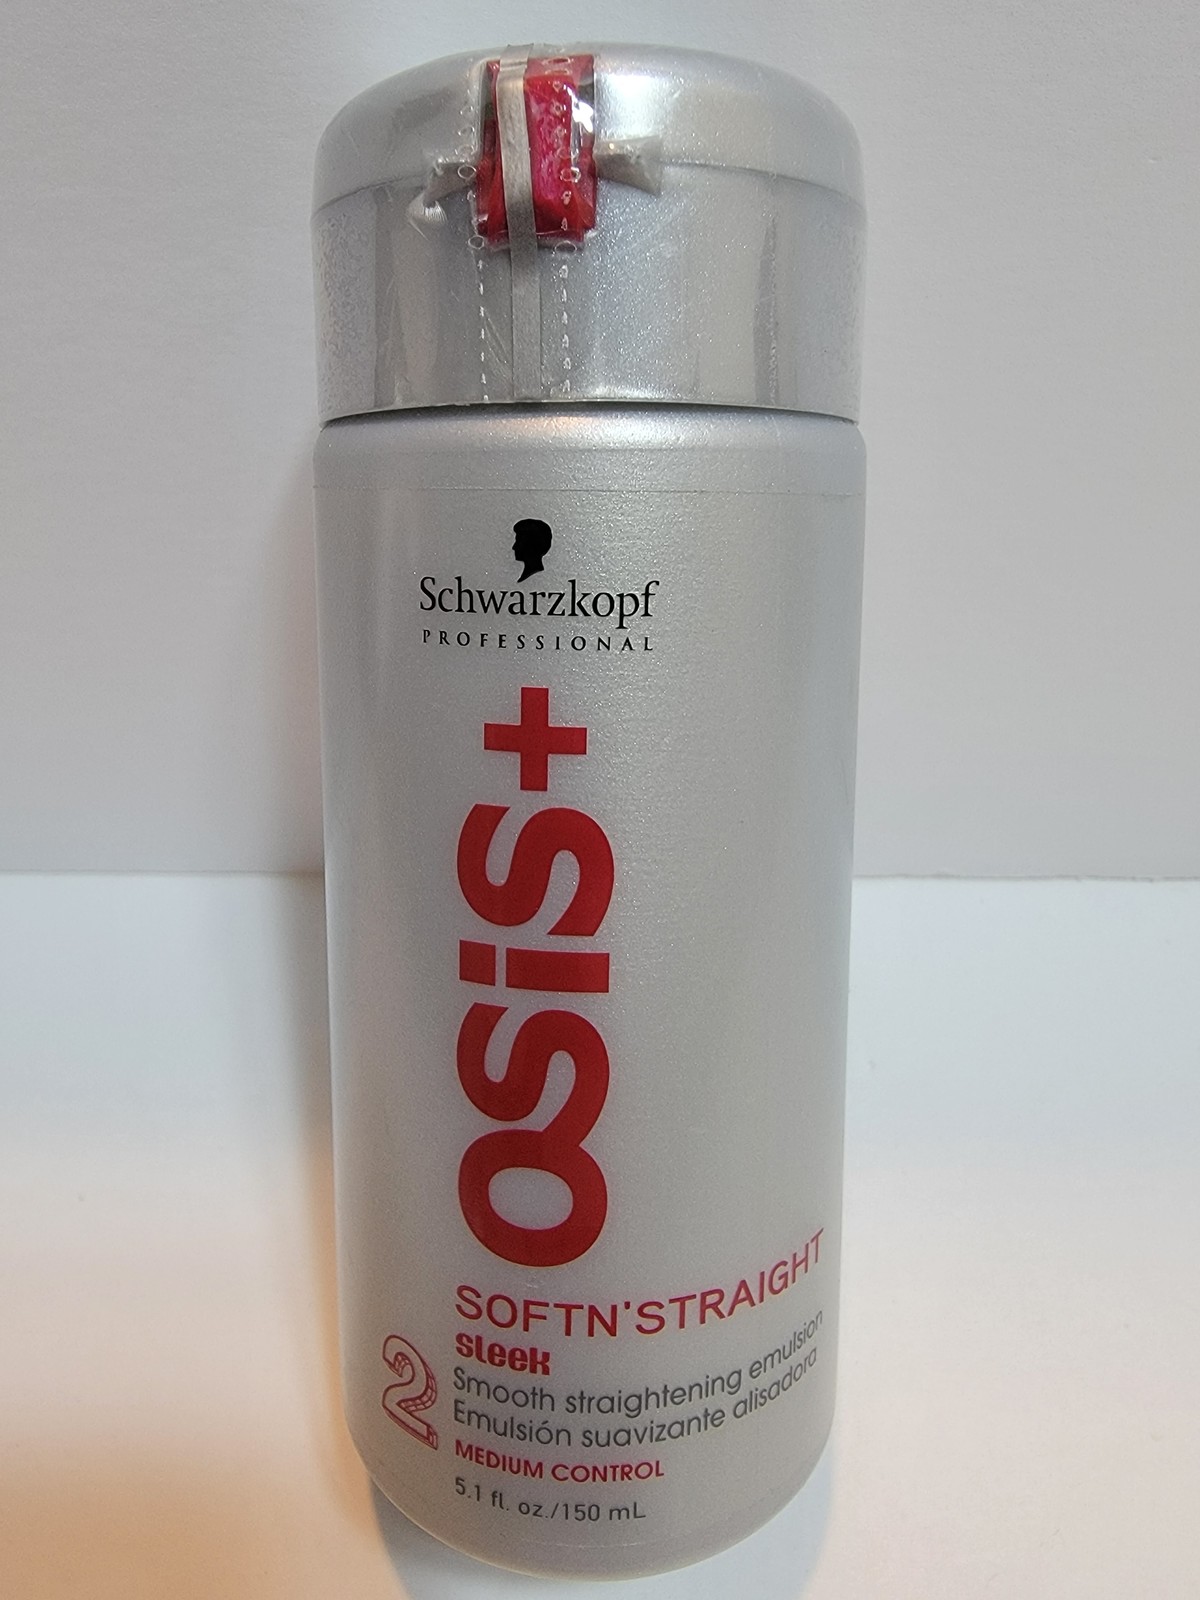 Schwarzkopf
PROFESSIONAL
OSiS+
SOFTN'STRAIGHT
sleek
2
Smooth straightening emulsion
Emulsión suavizante alisadora
MEDIUM CONTROL
5.1 fl. oz./150 mL